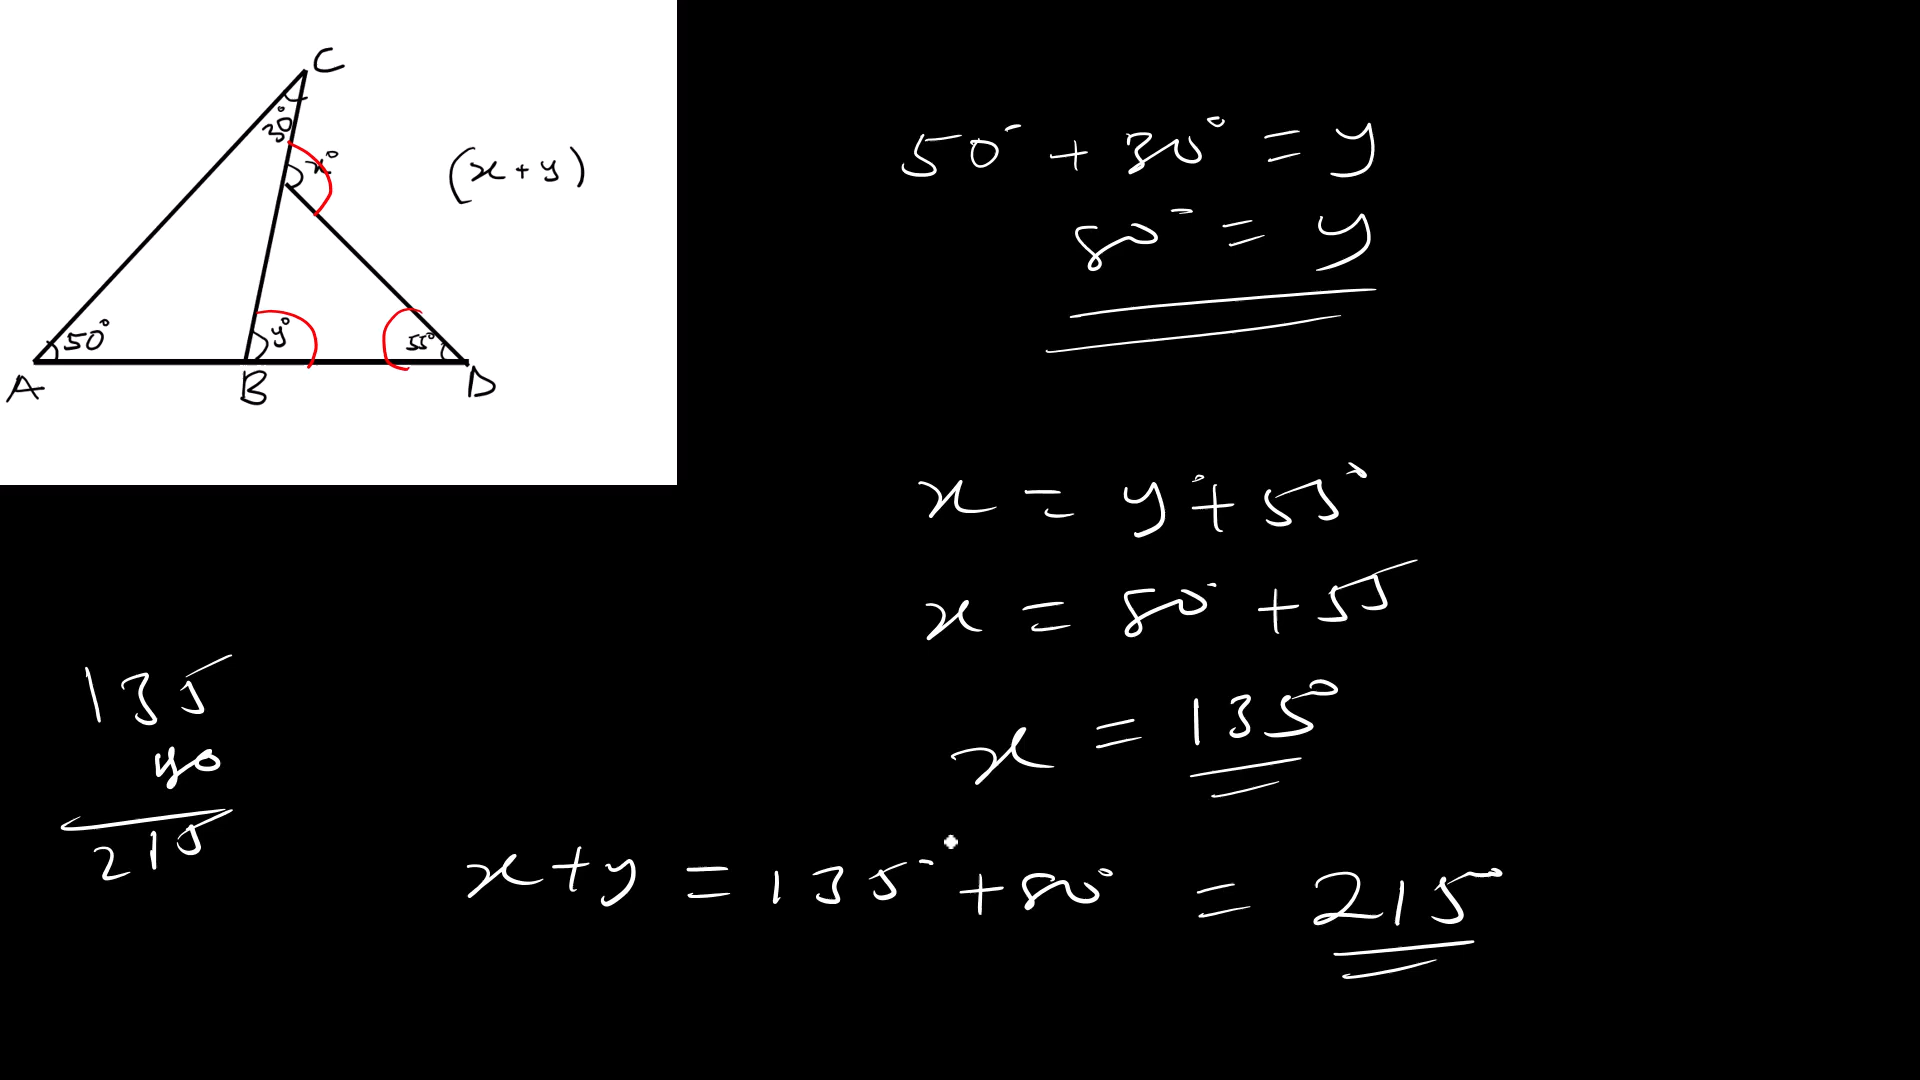 C
30°
x°
(x + y)
50°
y°
55°
A
B
D
50° + 30° = y
80° = y
x = y° + 55°
x = 80° + 55
x = 135°
135
80
215
x + y = 135° + 80° = 215°